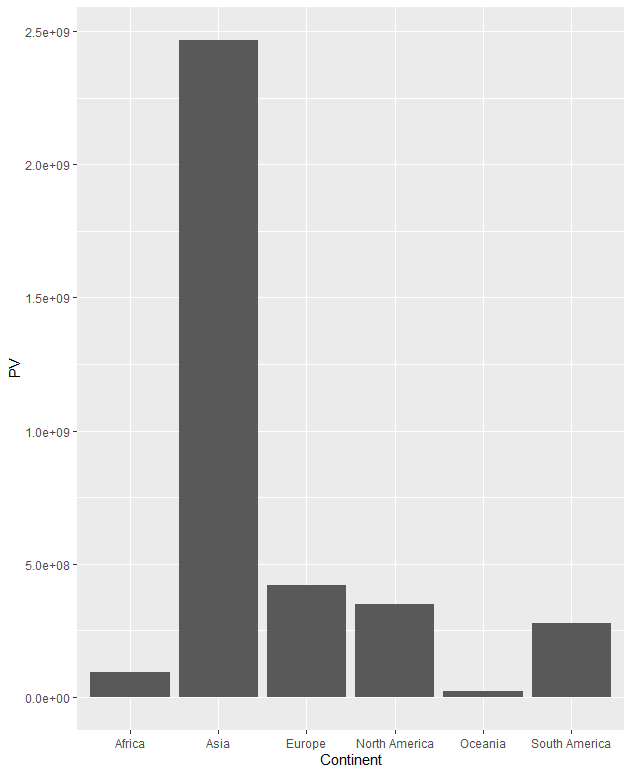 2.5e+09
2.0e+09
1.5e+09
1.0e+09
5.0e+08
0.0e+00
PV
Africa Asia Europe North America Oceania South America
Continent